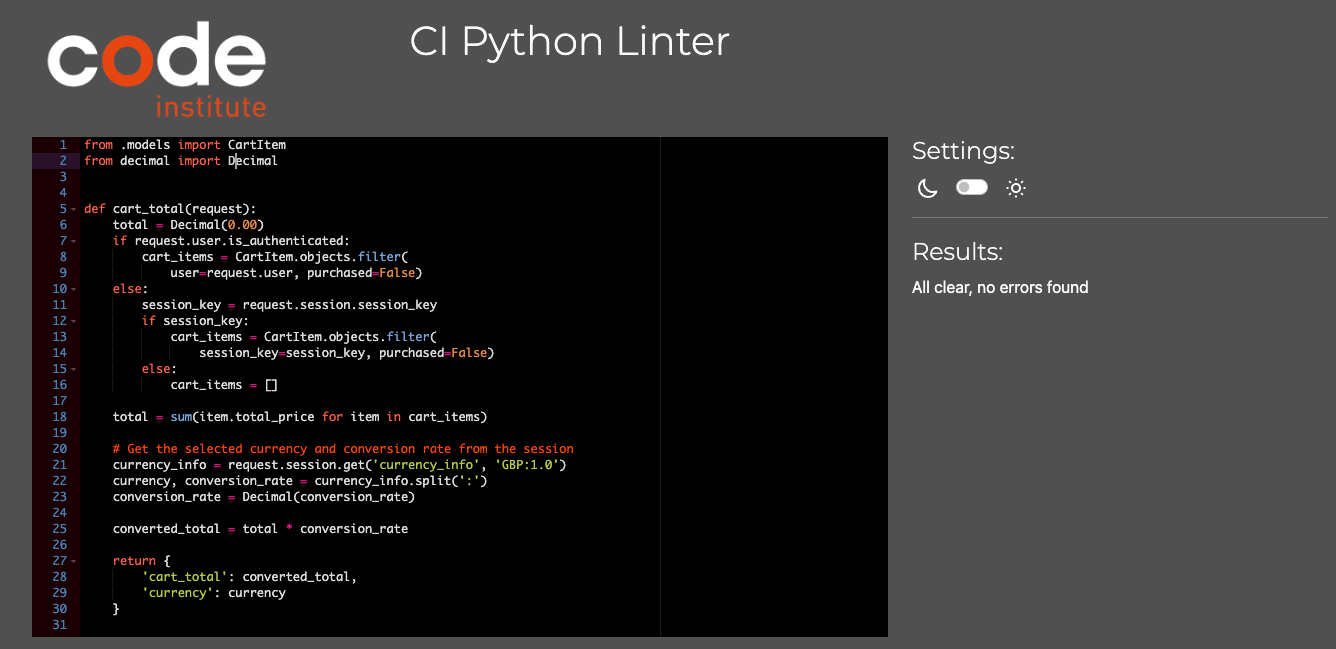 code
institute
CI Python Linter
1 from .models import CartItem
2 from decimal import Decimal
3
4
5 def cart_total(request):
6     total = Decimal(0.00)
7     if request.user.is_authenticated:
8         cart_items = CartItem.objects.filter(
9             user=request.user, purchased=False)
10     else:
11         session_key = request.session.session_key
12         if session_key:
13             cart_items = CartItem.objects.filter(
14                 session_key=session_key, purchased=False)
15         else:
16             cart_items = []
17
18     total = sum(item.total_price for item in cart_items)
19
20     # Get the selected currency and conversion rate from the session
21     currency_info = request.session.get('currency_info', 'GBP:1.0')
22     currency, conversion_rate = currency_info.split(':')
23     conversion_rate = Decimal(conversion_rate)
24
25     converted_total = total * conversion_rate
26
27     return {
28         'cart_total': converted_total,
29         'currency': currency
30     }
31
Settings:
Results:
All clear, no errors found